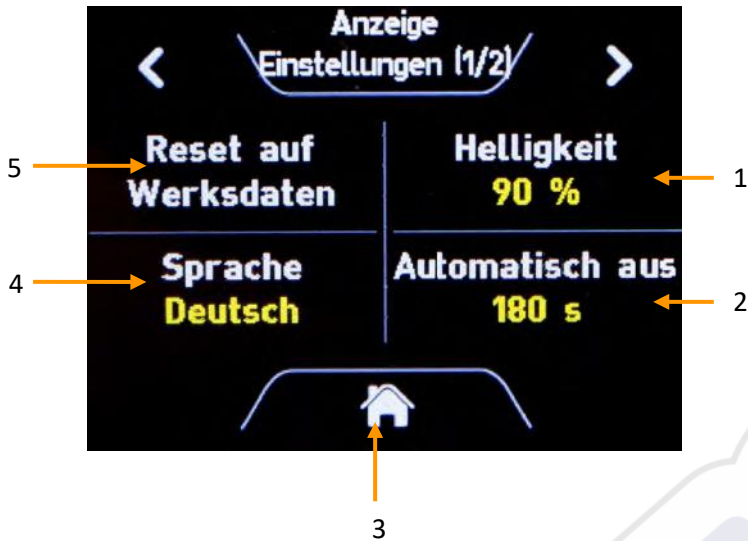 Anzeige
Einstellungen (1/2)
Reset auf
Werksdaten
Helligkeit
90 %
5
1
Sprache
Deutsch
Automatisch aus
180 s
4
2
3